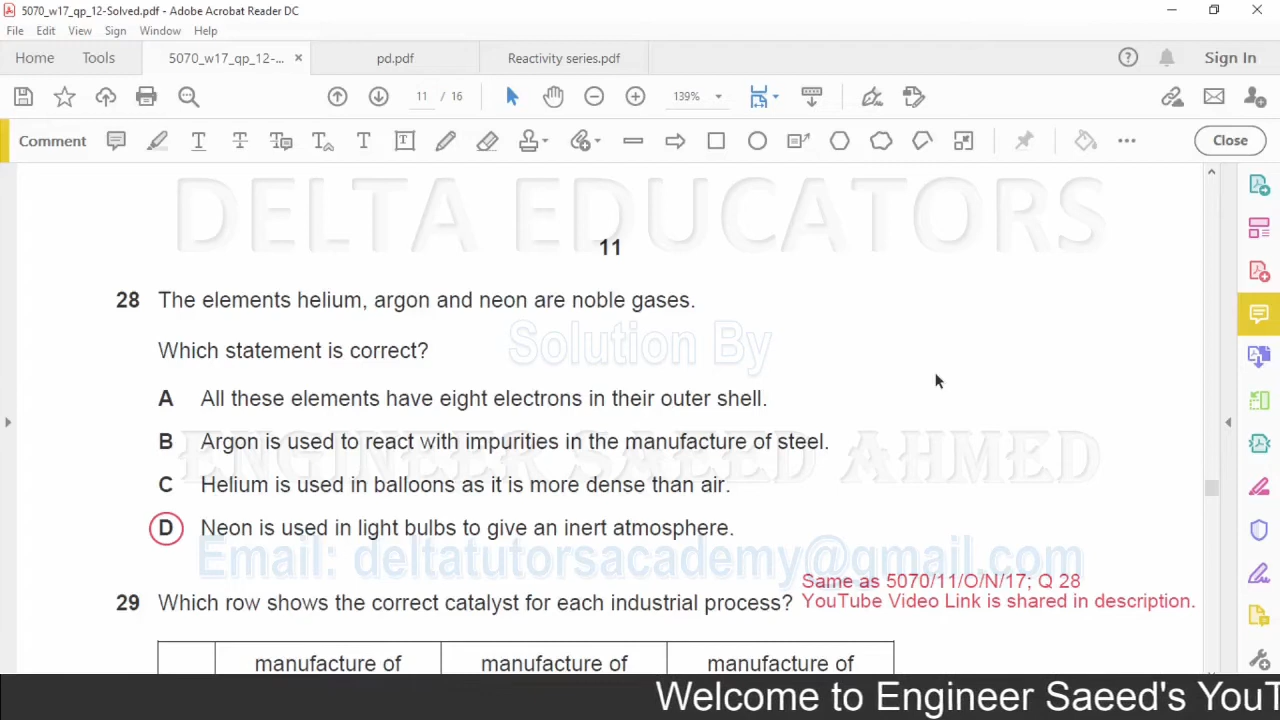 5070_w17_qp_12-Solved.pdf - Adobe Acrobat Reader DC
File Edit View Sign Window Help
Home Tools 5070_w17_qp_12-... × pd.pdf Reactivity series.pdf Sign In
11 / 16 139%
Comment Close
DELTA EDUCATORS
11
28 The elements helium, argon and neon are noble gases.
Solution By
Which statement is correct?
A All these elements have eight electrons in their outer shell.
B Argon is used to react with impurities in the manufacture of steel.
ENGINEER SAEED AHMED
C Helium is used in balloons as it is more dense than air.
D Neon is used in light bulbs to give an inert atmosphere.
Email: deltatutorsacademy@gmail.com
Same as 5070/11/O/N/17; Q 28
29 Which row shows the correct catalyst for each industrial process?
YouTube Video Link is shared in description.
manufacture of manufacture of manufacture of
Welcome to Engineer Saeed's YouT